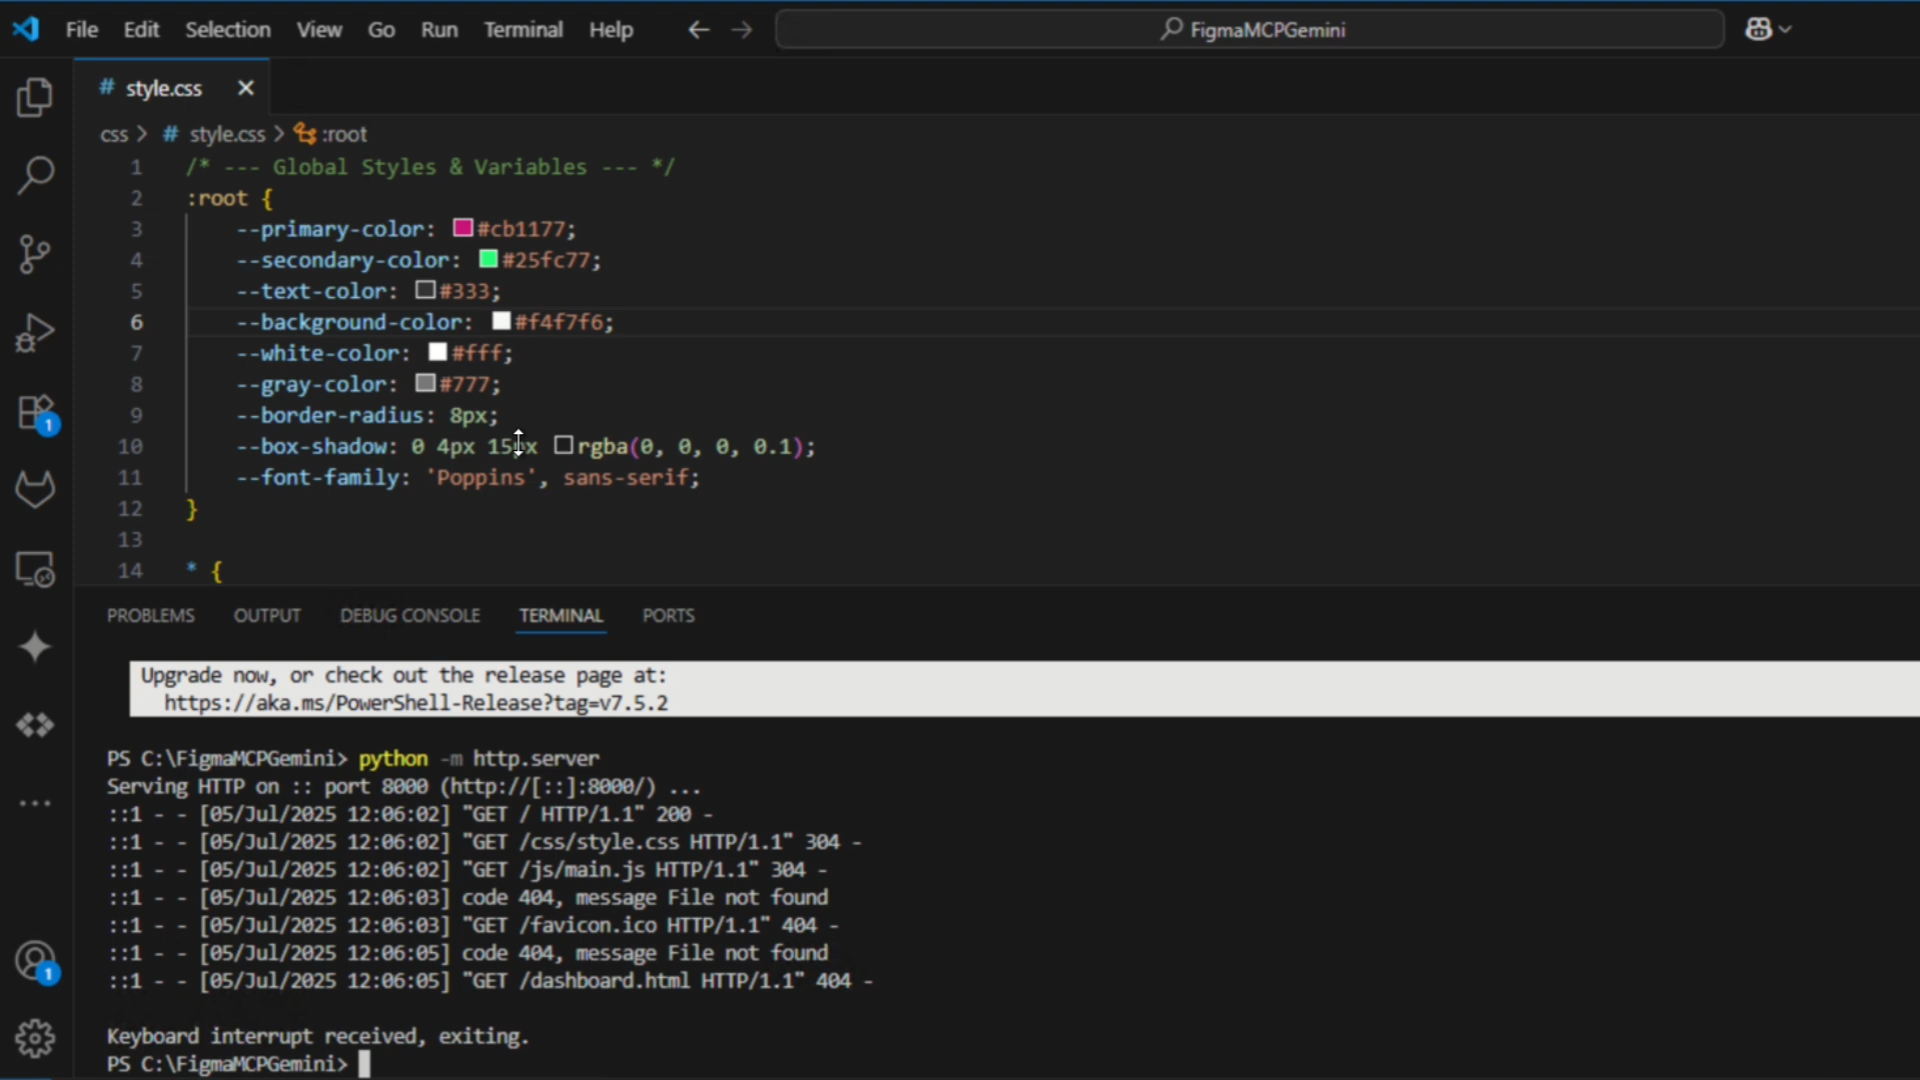 File Edit Selection View Go Run Terminal Help ← → FigmaMCPGemini
# style.css ×
css > # style.css > :root
1 /* --- Global Styles & Variables --- */
2 :root {
3 --primary-color: #cb1177;
4 --secondary-color: #25fc77;
5 --text-color: #333;
6 --background-color: #f4f7f6;
7 --white-color: #fff;
8 --gray-color: #777;
9 --border-radius: 8px;
10 --box-shadow: 0 4px 15px rgba(0, 0, 0, 0.1);
11 --font-family: 'Poppins', sans-serif;
12 }
13
14 * {
1
PROBLEMS OUTPUT DEBUG CONSOLE TERMINAL PORTS
Upgrade now, or check out the release page at:
https://aka.ms/PowerShell-Release?tag=v7.5.2
PS C:\FigmaMCPGemini> python -m http.server
Serving HTTP on :: port 8000 (http://[::]:8000/) ...
::1 - - [05/Jul/2025 12:06:02] "GET / HTTP/1.1" 200 -
::1 - - [05/Jul/2025 12:06:02] "GET /css/style.css HTTP/1.1" 304 -
::1 - - [05/Jul/2025 12:06:02] "GET /js/main.js HTTP/1.1" 304 -
::1 - - [05/Jul/2025 12:06:03] code 404, message File not found
::1 - - [05/Jul/2025 12:06:03] "GET /favicon.ico HTTP/1.1" 404 -
::1 - - [05/Jul/2025 12:06:05] code 404, message File not found
::1 - - [05/Jul/2025 12:06:05] "GET /dashboard.html HTTP/1.1" 404 -
1
Keyboard interrupt received, exiting.
PS C:\FigmaMCPGemini>